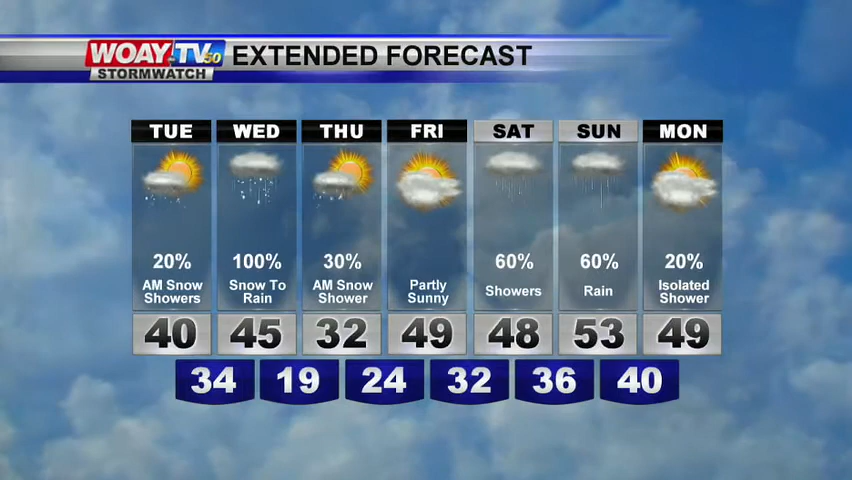 WOAY-TV 50
STORMWATCH
EXTENDED FORECAST
TUE WED THU FRI SAT SUN MON
20% 100% 30% 60% 60% 20%
AM Snow Showers
Snow To Rain
AM Snow Shower
Partly Sunny
Showers
Rain
Isolated Shower
40 45 32 49 48 53 49
34 19 24 32 36 40